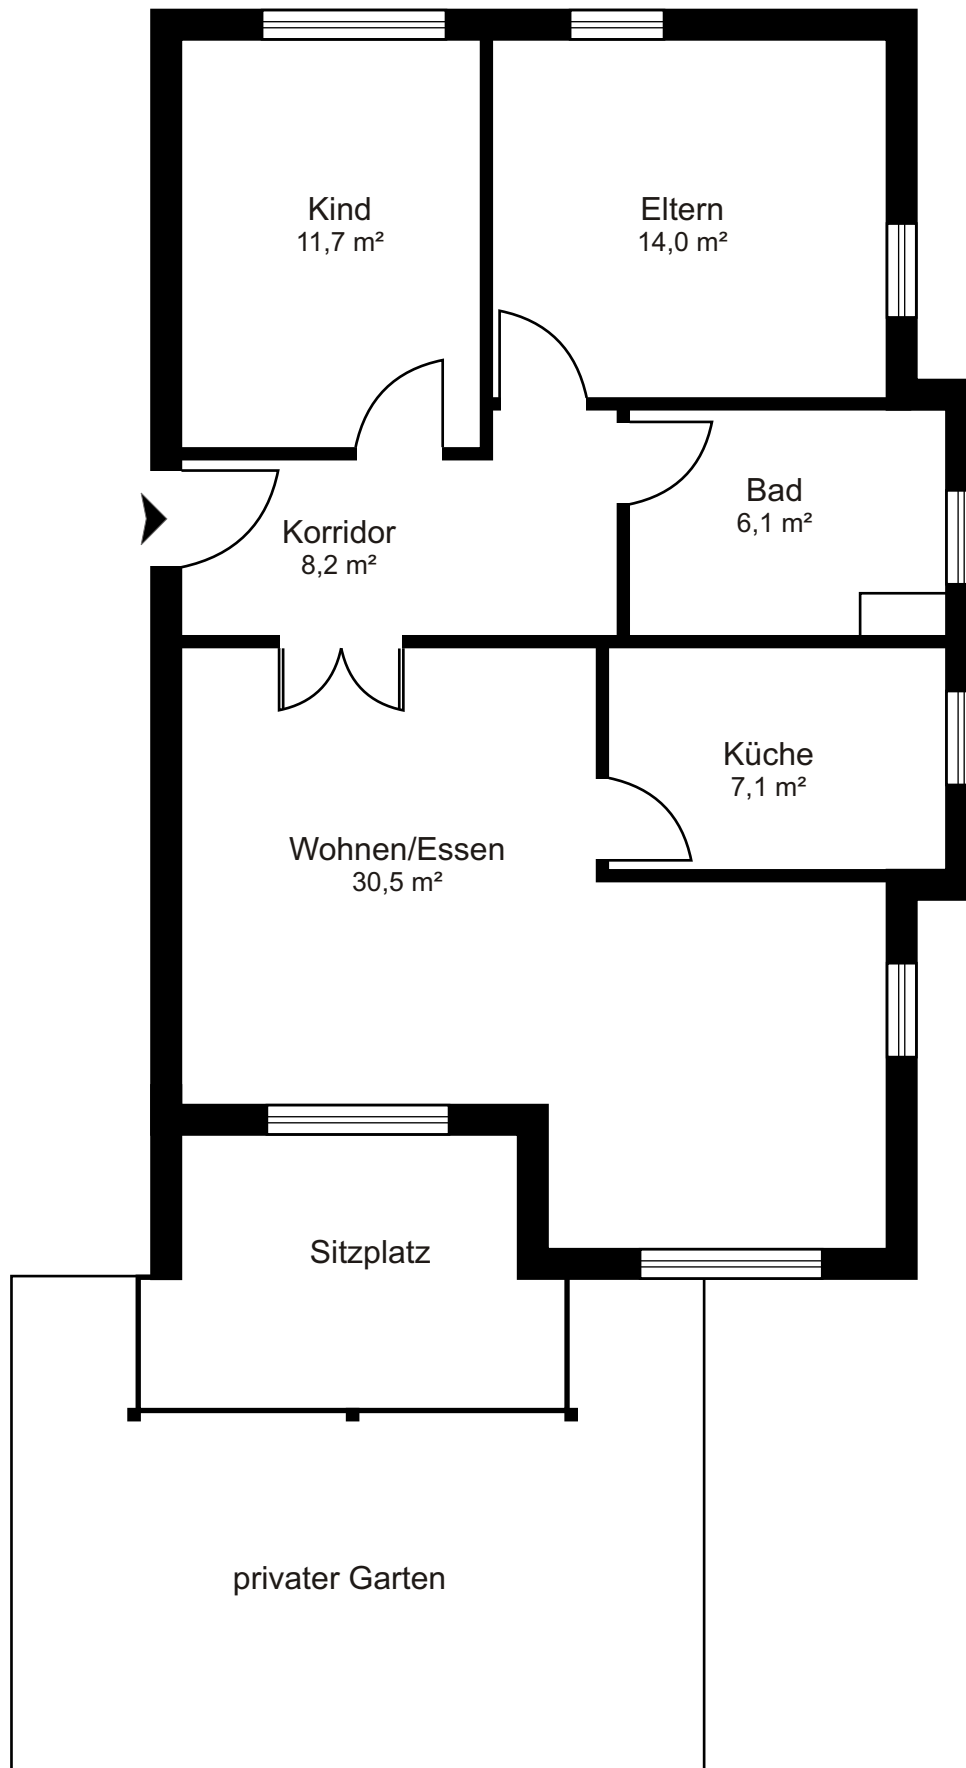 Kind
11,7 m²
Eltern
14,0 m²
Bad
6,1 m²
Korridor
8,2 m²
Küche
7,1 m²
Wohnen/Essen
30,5 m²
Sitzplatz
privater Garten